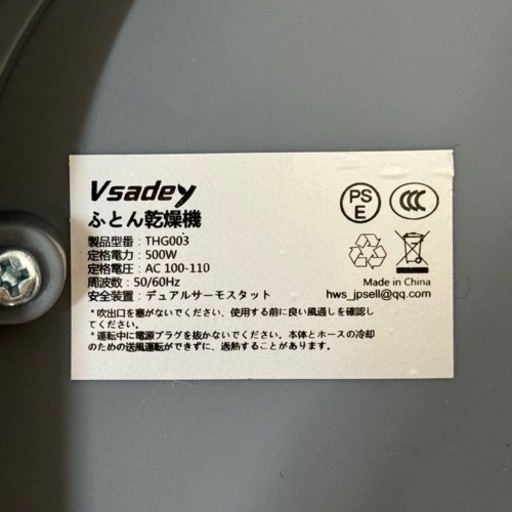 Vsadey
ふとん乾燥機
製品型番：THG003
定格電力：500W
定格電圧：AC 100-110
周波数：50/60Hz
安全装置：デュアルサーモスタット
PS
E
CCC
Made in China
hws_jpsell@qq.com
*吹出口を塞がないでください、使用する前に良い風通しを確認し
てください。
*運転中に電源プラグを抜かないでください。本体とホースの冷却
のための送風運転ができずに、過熱することがあります。